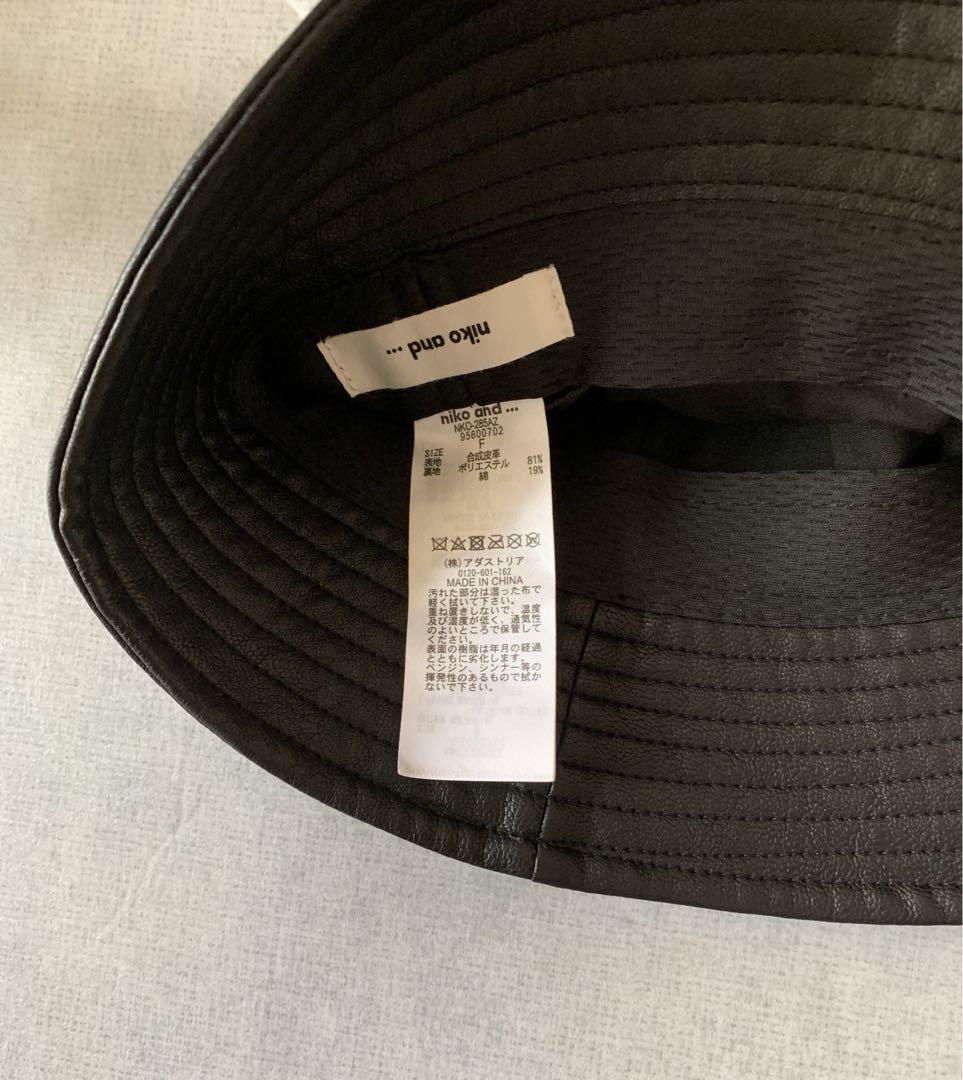 niko and ...
niko and ...
NKO-285AZ
95600702
SIZE F
表地 合成皮革
裏地 ポリエステル 81%
綿 19%
(株)アダストリア
0120-601-162
MADE IN CHINA
汚れた部分は湿った布で
軽く拭いて下さい。
重ね置きしないで、温度
及び湿度が低く、通気性
のよいところで保管して
ください。
表面の樹脂は年月の経過
とともに劣化します。
ベンジン、シンナー等の
揮発性のあるもので拭か
ないで下さい。